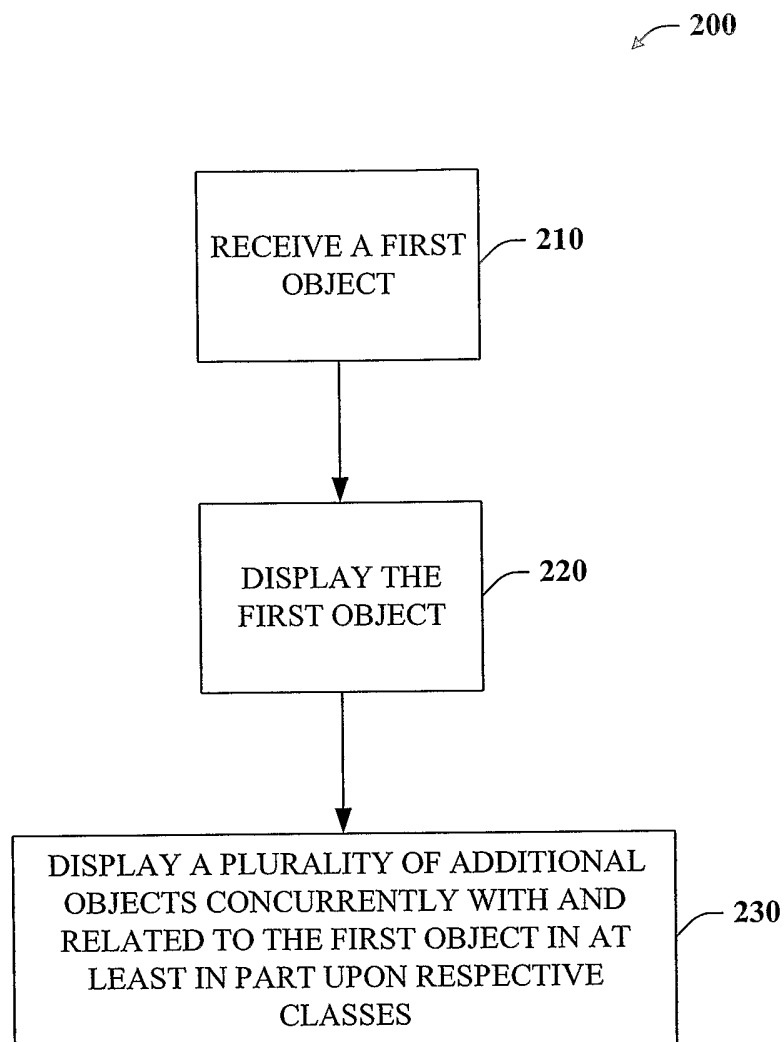 200
RECEIVE A FIRST
OBJECT
210
DISPLAY THE
FIRST OBJECT
220
DISPLAY A PLURALITY OF ADDITIONAL
OBJECTS CONCURRENTLY WITH AND
RELATED TO THE FIRST OBJECT IN AT
LEAST IN PART UPON RESPECTIVE
CLASSES
230